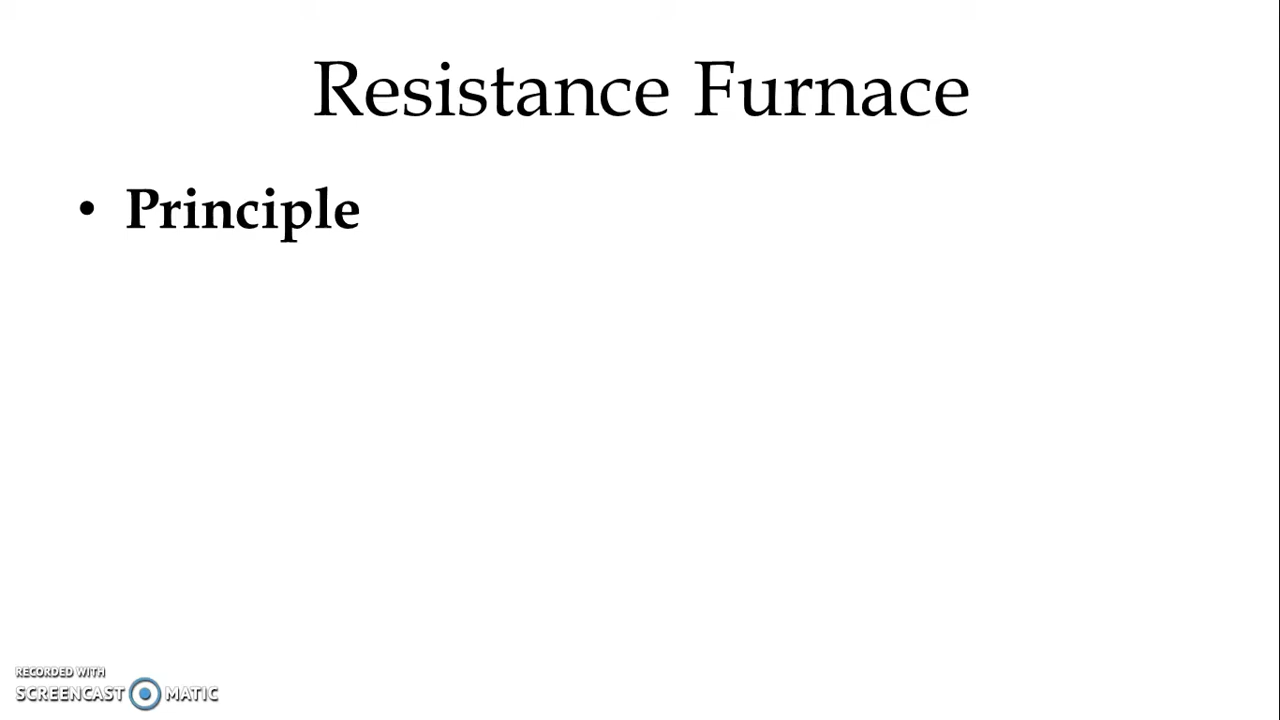 Resistance Furnace
• Principle
RECORDED WITH
SCREENCAST MATIC